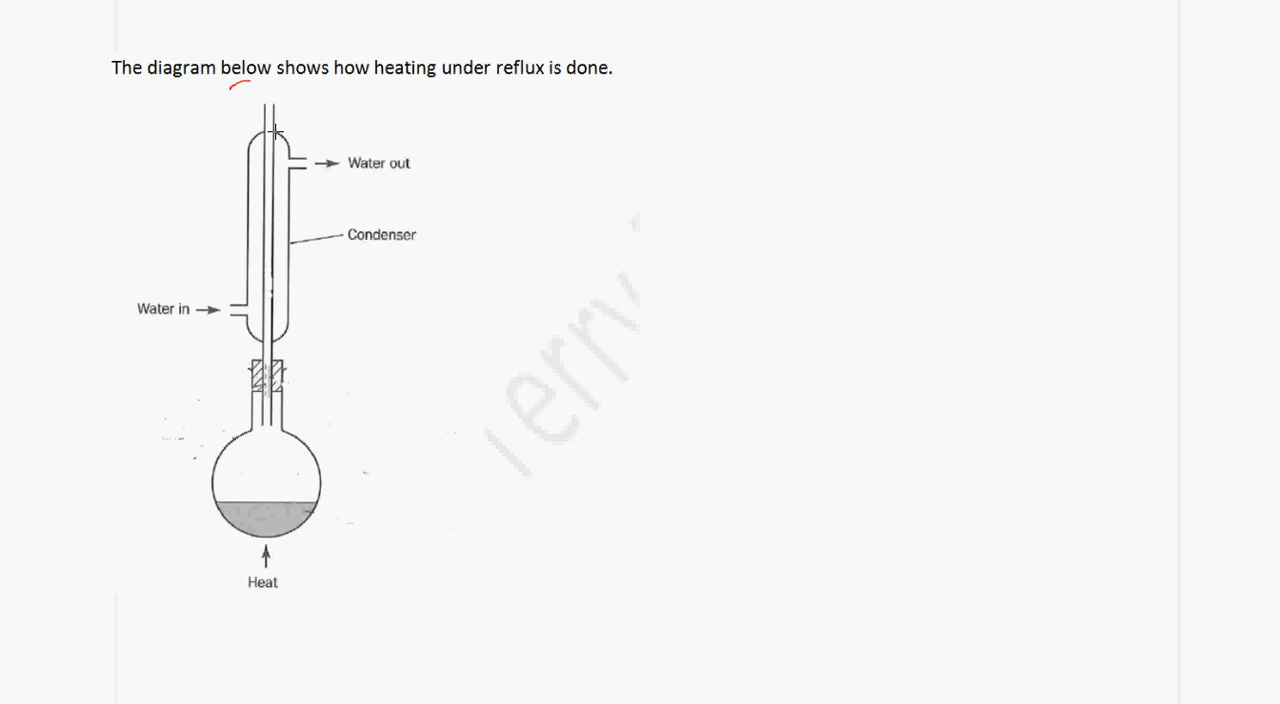 The diagram below shows how heating under reflux is done.
Water out
Condenser
Water in
Heat